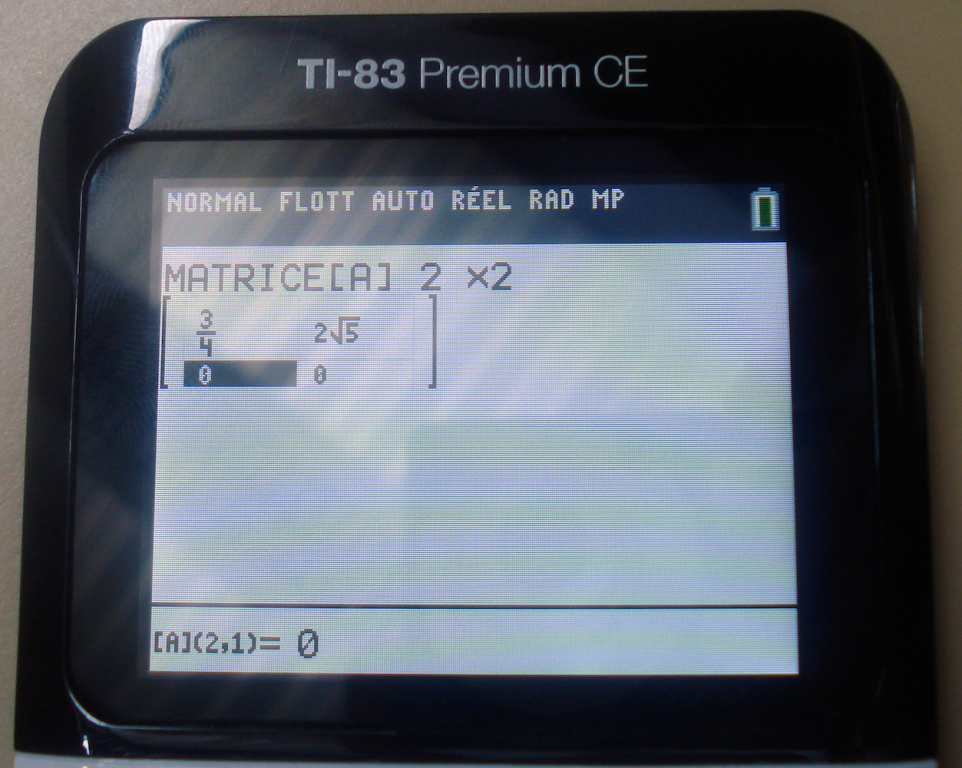 TI-83 Premium CE
NORMAL FLOTT AUTO RÉEL RAD MP
MATRICE[A] 2 ×2
3/4 2√5
0 0
[A](2,1)= 0